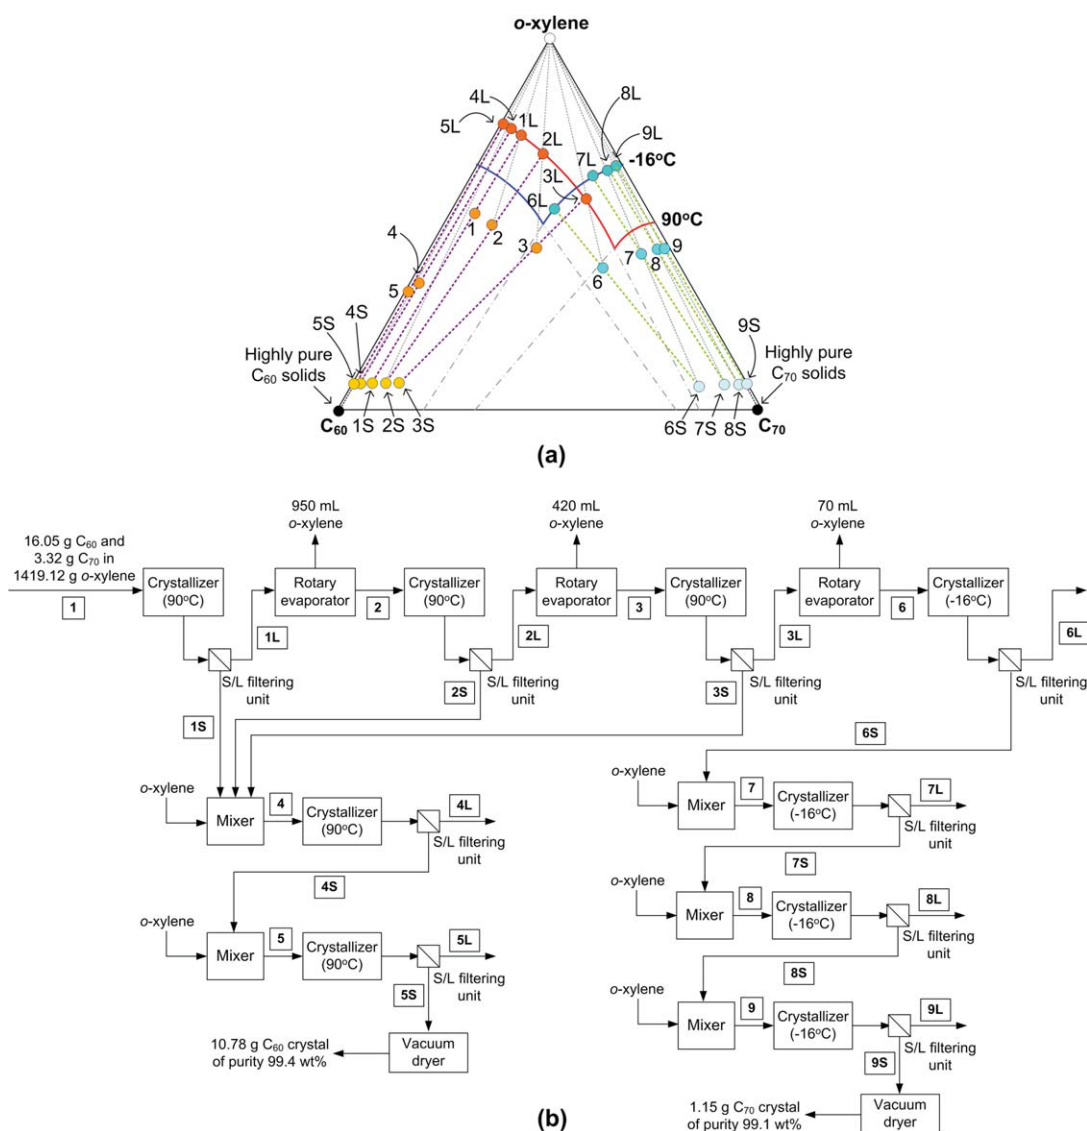 o-xylene
8L
4L
1L
9L
5L
2L
7L
-16°C
3L
6L
90°C
1
2
4
3
7
8
9
5
6
4S
5S
9S
Highly pure
C₆₀ solids
Highly pure
C₇₀ solids
C₆₀
1S
2S
3S
6S
7S
8S
C₇₀
(a)
950 mL
o-xylene
420 mL
o-xylene
70 mL
o-xylene
16.05 g C₆₀ and
3.32 g C₇₀ in
1419.12 g o-xylene
1
Crystallizer
(90°C)
1L
Rotary
evaporator
2
Crystallizer
(90°C)
2L
Rotary
evaporator
3
Crystallizer
(90°C)
3L
Rotary
evaporator
6
Crystallizer
(-16°C)
6L
S/L filtering
unit
S/L filtering
unit
S/L filtering
unit
S/L filtering
unit
1S
2S
3S
6S
o-xylene
Mixer
4
Crystallizer
(90°C)
4L
S/L filtering
unit
o-xylene
Mixer
7
Crystallizer
(-16°C)
7L
S/L filtering
unit
4S
7S
o-xylene
Mixer
5
Crystallizer
(90°C)
5L
S/L filtering
unit
o-xylene
Mixer
8
Crystallizer
(-16°C)
8L
S/L filtering
unit
5S
8S
10.78 g C₆₀ crystal
of purity 99.4 wt%
Vacuum
dryer
o-xylene
Mixer
9
Crystallizer
(-16°C)
9L
S/L filtering
unit
9S
1.15 g C₇₀ crystal
of purity 99.1 wt%
Vacuum
dryer
(b)